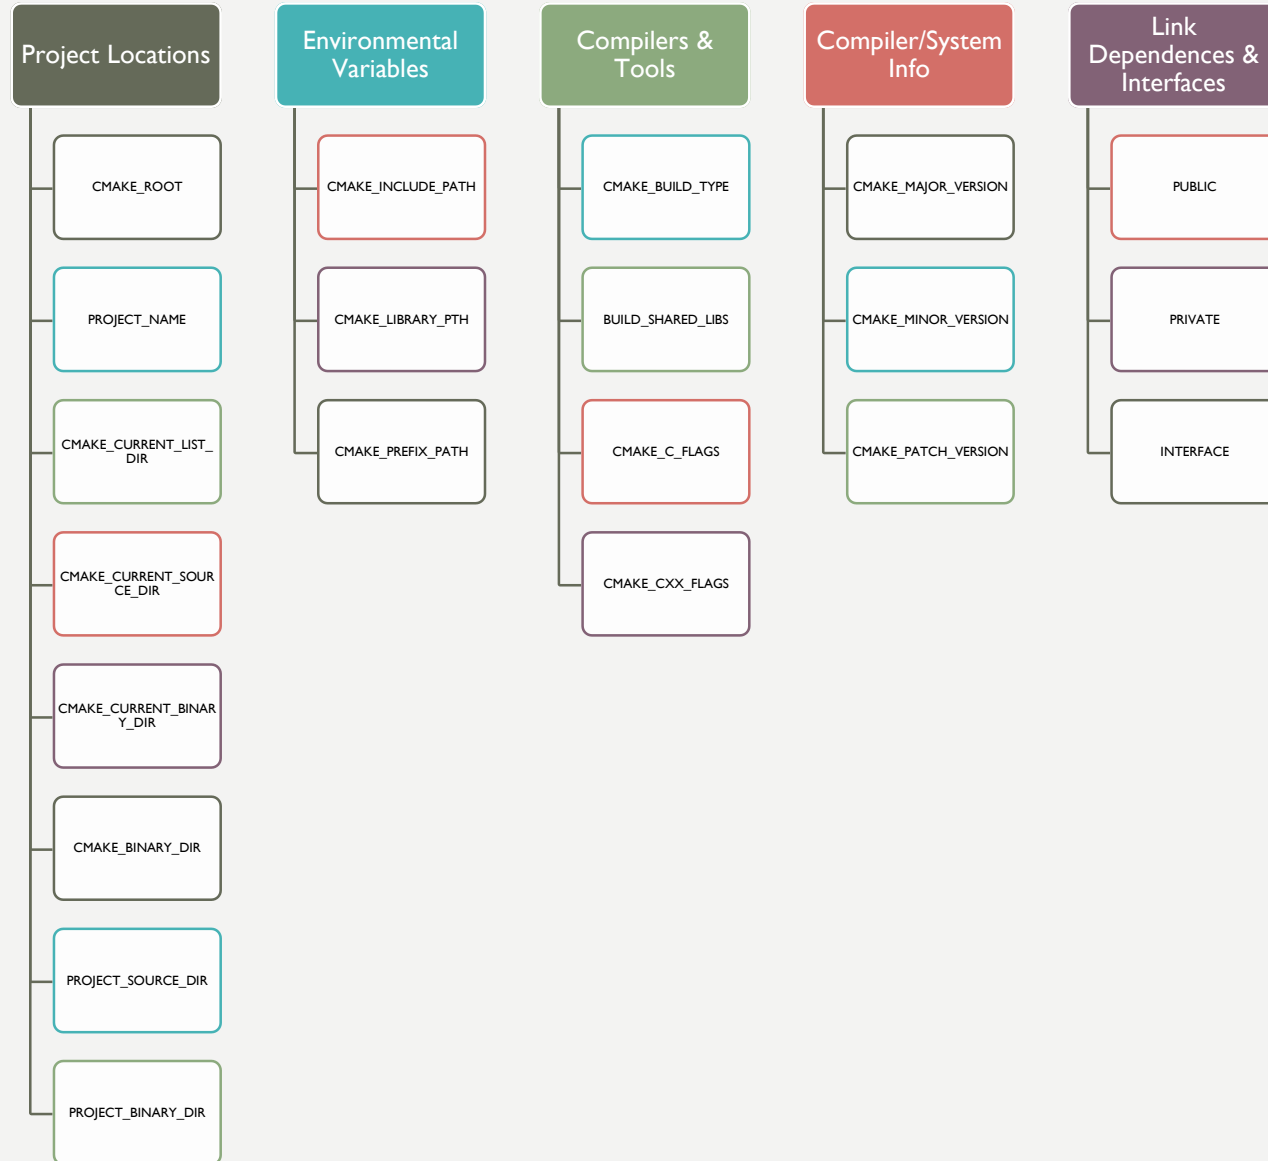 Project Locations
CMAKE_ROOT
PROJECT_NAME
CMAKE_CURRENT_LIST_
DIR
CMAKE_CURRENT_SOUR
CE_DIR
CMAKE_CURRENT_BINAR
Y_DIR
CMAKE_BINARY_DIR
PROJECT_SOURCE_DIR
PROJECT_BINARY_DIR
Environmental
Variables
CMAKE_INCLUDE_PATH
CMAKE_LIBRARY_PTH
CMAKE_PREFIX_PATH
Compilers &
Tools
CMAKE_BUILD_TYPE
BUILD_SHARED_LIBS
CMAKE_C_FLAGS
CMAKE_CXX_FLAGS
Compiler/System
Info
CMAKE_MAJOR_VERSION
CMAKE_MINOR_VERSION
CMAKE_PATCH_VERSION
Link
Dependences &
Interfaces
PUBLIC
PRIVATE
INTERFACE